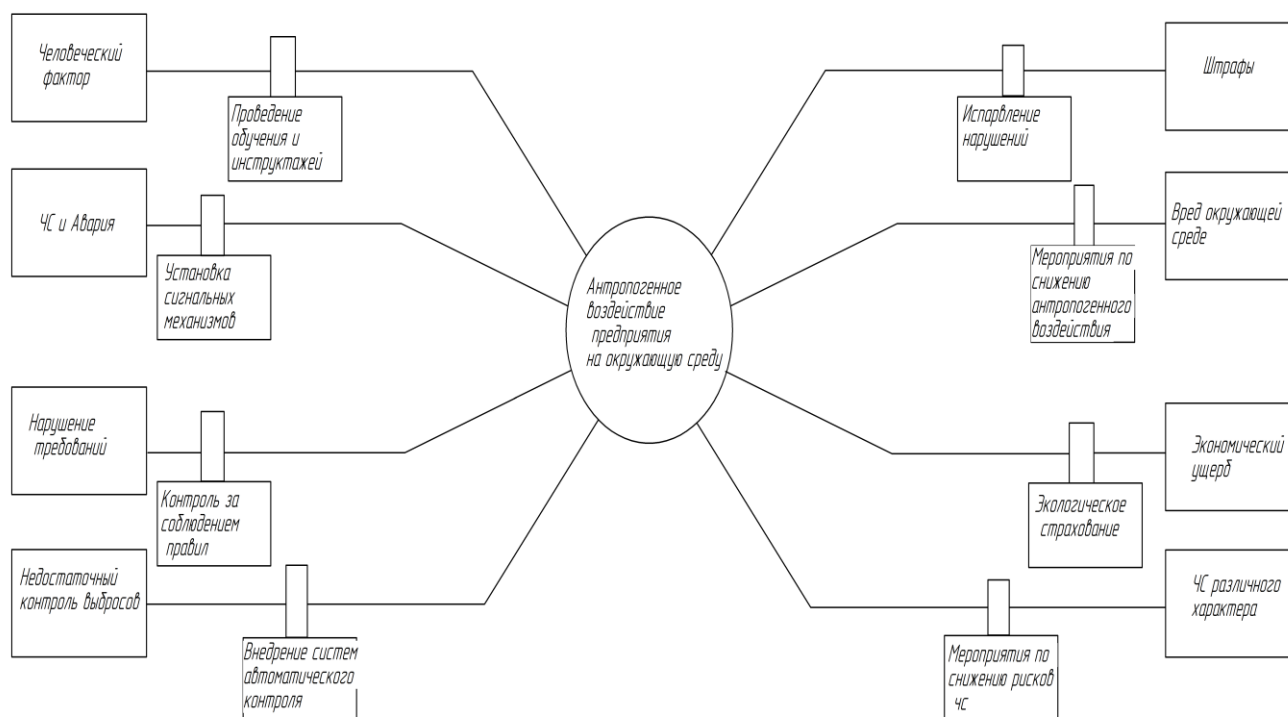 Человеческий
фактор
Проведение
обучения и
инструктажей
ЧС и Авария
Установка
сигнальных
механизмов
Нарушение
требований
Контроль за
соблюдением
правил
Недостаточный
контроль выбросов
Внедрение систем
автоматического
контроля
Антропогенное
воздействие
предприятия
на окружающую среду
Штрафы
Испарвление
нарушений
Вред окружающей
среде
Мероприятия по
снижению
антропогенного
воздействия
Экономический
ущерб
Экологическое
страхование
ЧС различного
характера
Мероприятия по
снижению рисков
чс